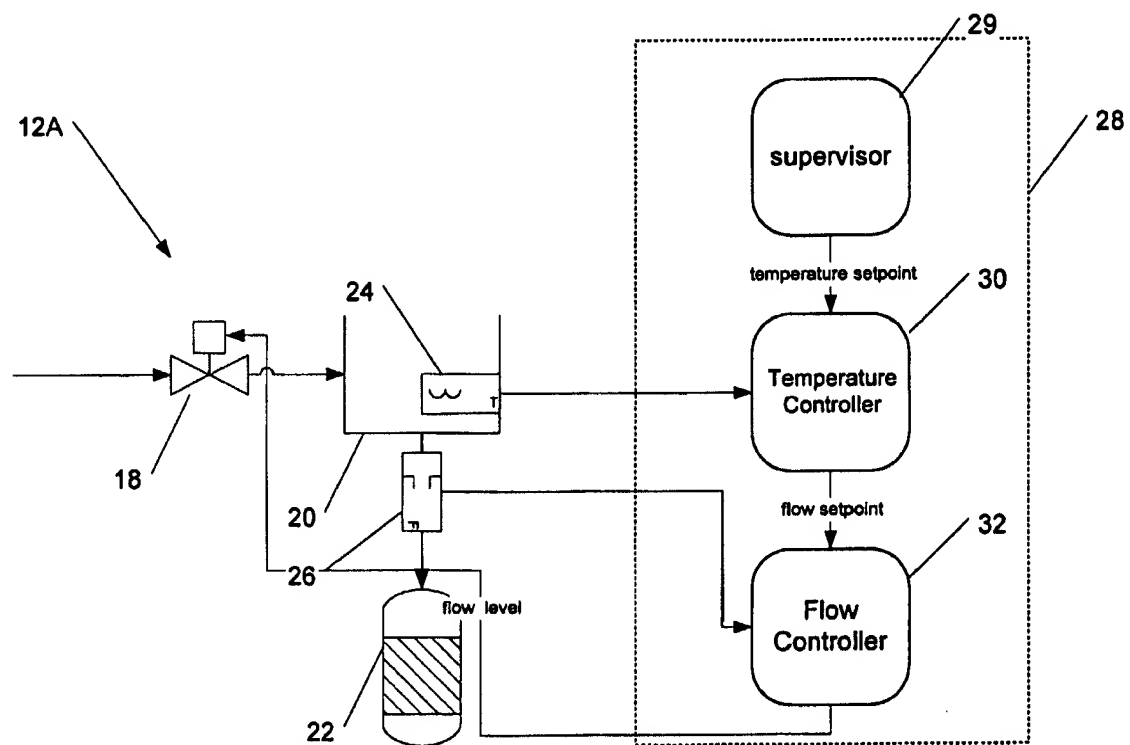 29
12A
28
supervisor
temperature setpoint
30
24
Temperature
Controller
T
18
20
flow setpoint
32
F
26
flow level
Flow
Controller
22